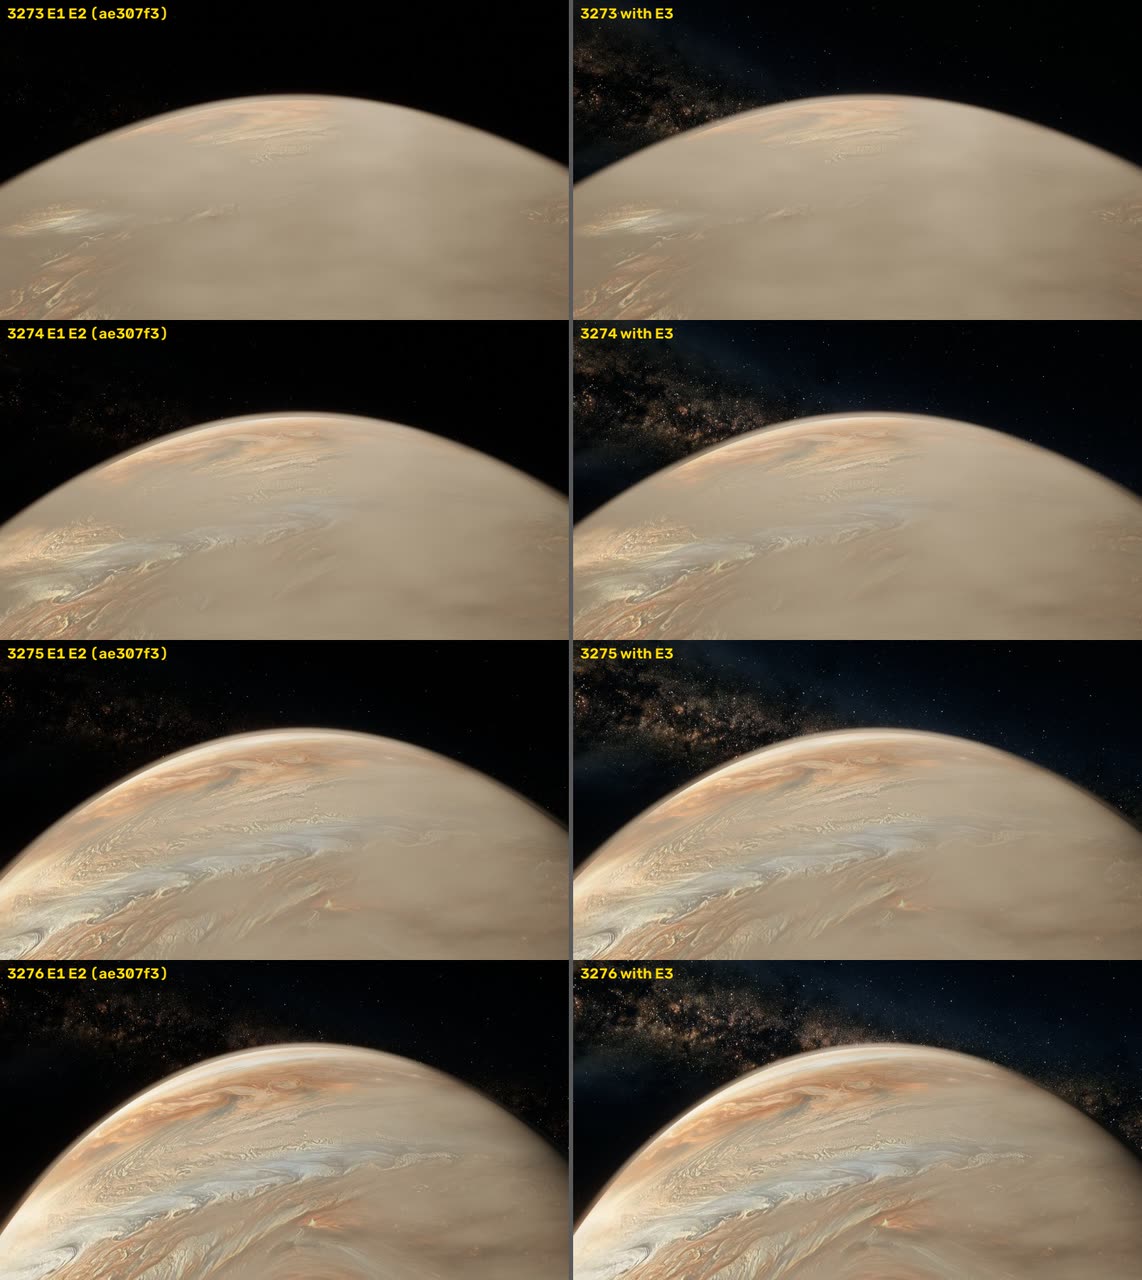 3273 E1 E2 (ae307f3)
3273 with E3
3274 E1 E2 (ae307f3)
3274 with E3
3275 E1 E2 (ae307f3)
3275 with E3
3276 E1 E2 (ae307f3)
3276 with E3